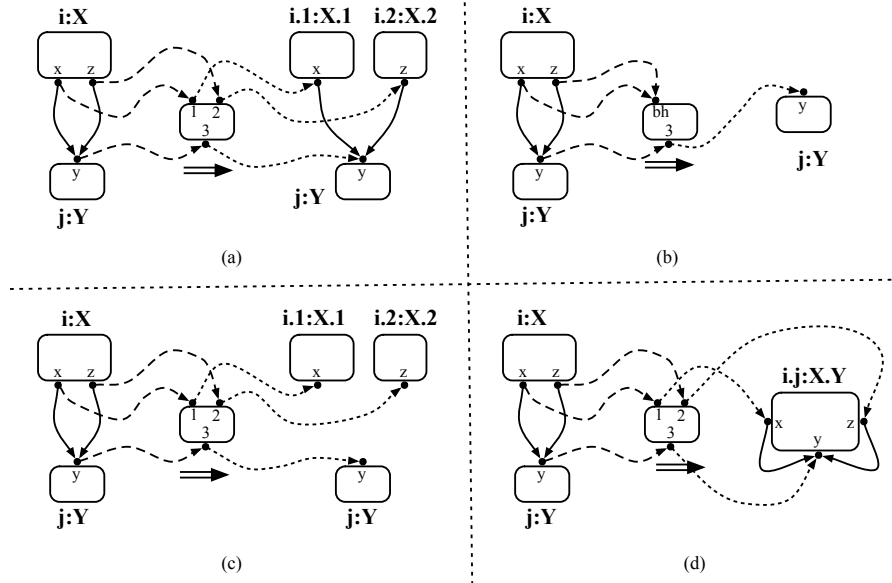 i:X i.1:X.1 i.2:X.2
x z x z
1 2
3
y y
j:Y j:Y
(a)
i:X
x z
bh y
3
y j:Y
j:Y
(b)
i:X i.1:X.1 i.2:X.2
x z x z
1 2
3
y y
j:Y j:Y
(c)
i:X
i,j:X.Y
x z
1 2
x z
3 y
y
j:Y
(d)